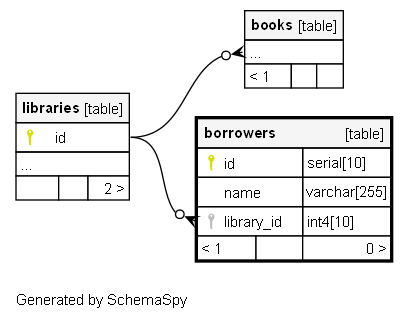 books [table]
...
< 1
libraries [table]
id
...
2 >
borrowers [table]
id serial[10]
name varchar[255]
library_id int4[10]
< 1 0 >
Generated by SchemaSpy